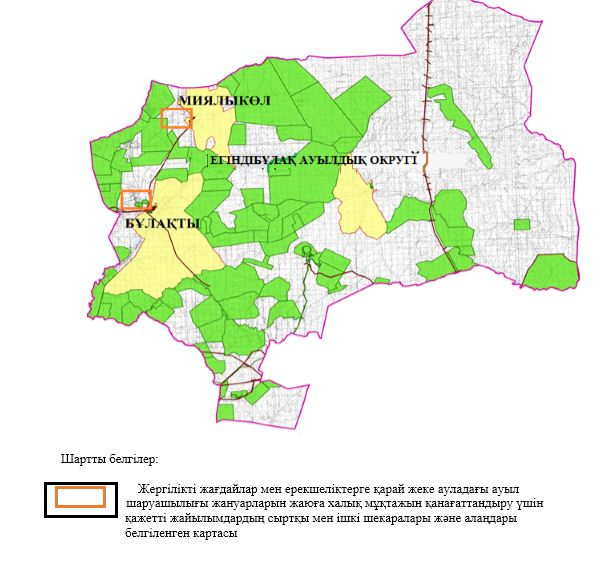 МИЯЛЫКӨЛ
ЕГІНДІБҰЛАҚ АУЫЛДЫҚ ОКРУГІ
БҰЛАҚТЫ
Шартты белгілер:
Жергілікті жағдайлар мен ерекшеліктерге қарай жеке ауладағы ауыл
шаруашылығы жануарларын жаюға халық мұқтажын қанағаттандыру үшін
қажетті жайылымдардың сыртқы мен ішкі шекаралары және алаңдары
белгіленген картасы